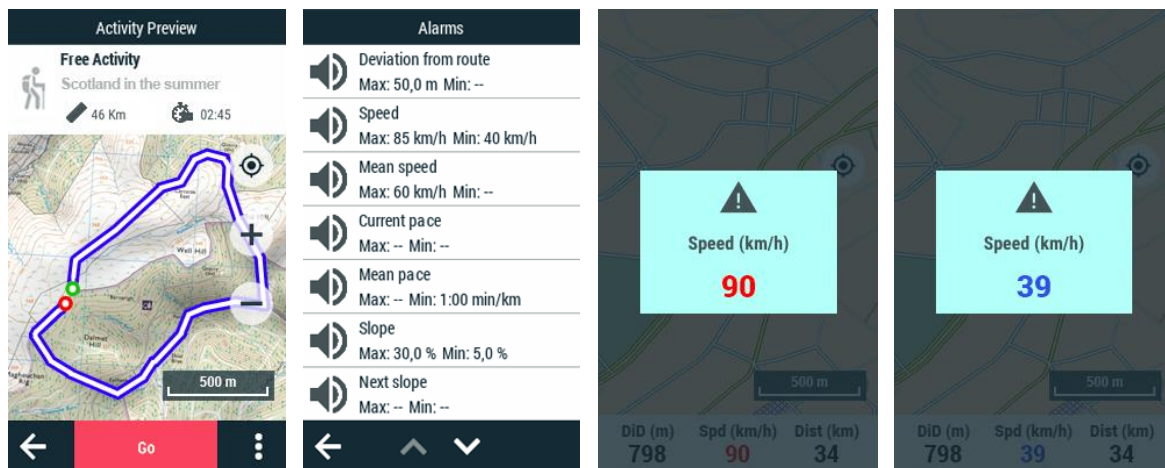 Activity Preview
Free Activity
Scotland in the summer
46 Km 02:45
Well Hill
Dalmet
Hill
500 m
Go
Alarms
Deviation from route
Max: 50,0 m Min: --
Speed
Max: 85 km/h Min: 40 km/h
Mean speed
Max: 60 km/h Min: --
Current pace
Max: -- Min: --
Mean pace
Max: -- Min: 1:00 min/km
Slope
Max: 30,0 % Min: 5,0 %
Next slope
Max: -- Min: --
Speed (km/h)
90
500 m
DiD (m) Spd (km/h) Dist (km)
798 90 34
Speed (km/h)
39
500 m
DiD (m) Spd (km/h) Dist (km)
798 39 34